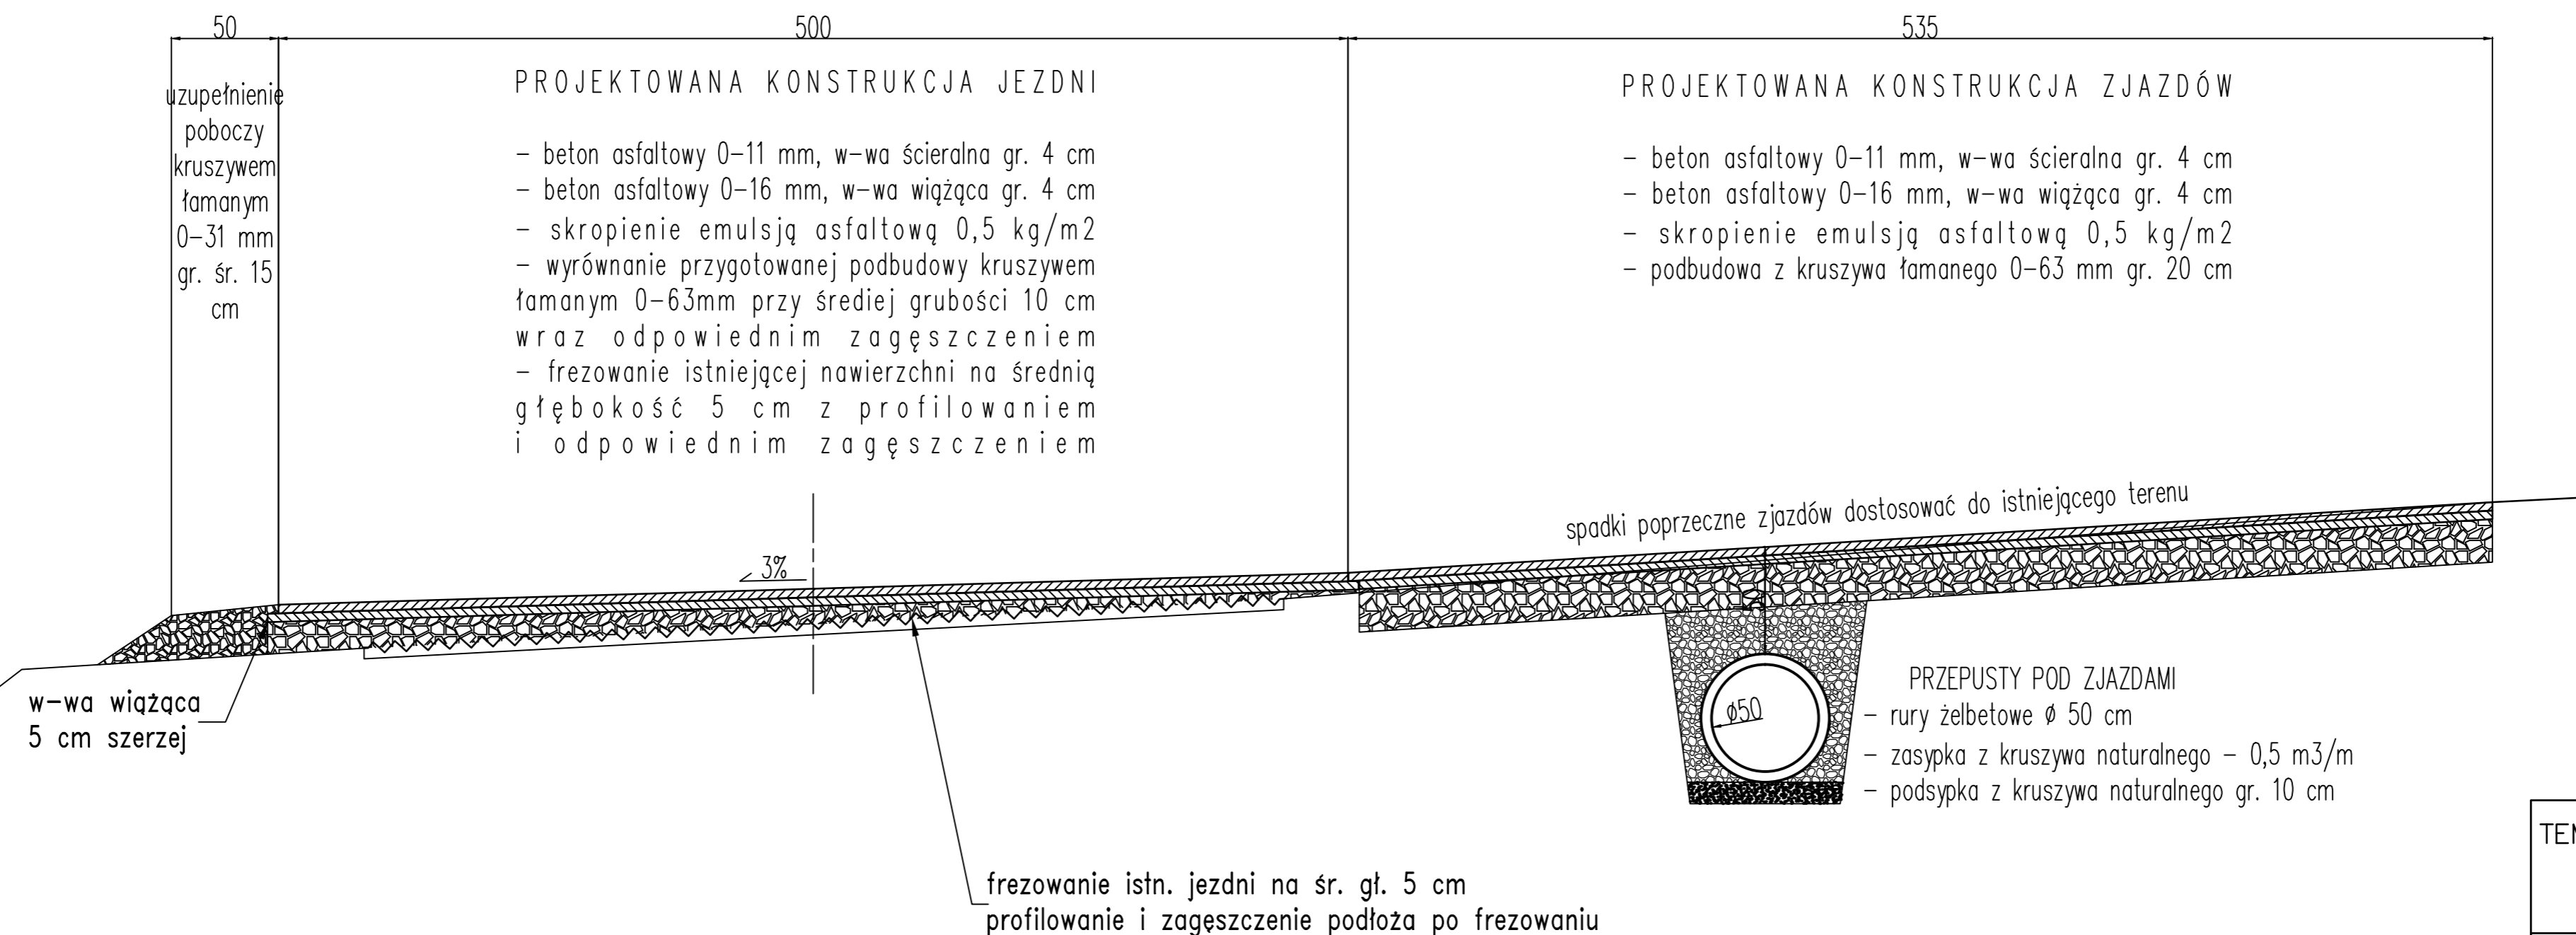 50
500
535
uzupełnienie
poboczy
kruszywem
łamanym
0-31 mm
gr. śr. 15
cm
PROJEKTOWANA KONSTRUKCJA JEZDNI
- beton asfaltowy 0-11 mm, w-wa ścieralna gr. 4 cm
- beton asfaltowy 0-16 mm, w-wa wiążąca gr. 4 cm
- skropienie emulsją asfaltową 0,5 kg/m2
- wyrównanie przygotowanej podbudowy kruszywem
łamanym 0-63mm przy średiej grubości 10 cm
wraz odpowiednim zagęszczeniem
- frezowanie istniejącej nawierzchni na średnią
głębokość 5 cm z profilowaniem
i odpowiednim zagęszczeniem
PROJEKTOWANA KONSTRUKCJA ZJAZDÓW
- beton asfaltowy 0-11 mm, w-wa ścieralna gr. 4 cm
- beton asfaltowy 0-16 mm, w-wa wiążąca gr. 4 cm
- skropienie emulsją asfaltową 0,5 kg/m2
- podbudowa z kruszywa łamanego 0-63 mm gr. 20 cm
spadki poprzeczne zjazdów dostosować do istniejącego terenu
3%
w-wa wiążąca
5 cm szerzej
ø50
PRZEPUSTY POD ZJAZDAMI
- rury żelbetowe ø 50 cm
- zasypka z kruszywa naturalnego - 0,5 m3/m
- podsypka z kruszywa naturalnego gr. 10 cm
frezowanie istn. jezdni na śr. gł. 5 cm
profilowanie i zagęszczenie podłoża po frezowaniu